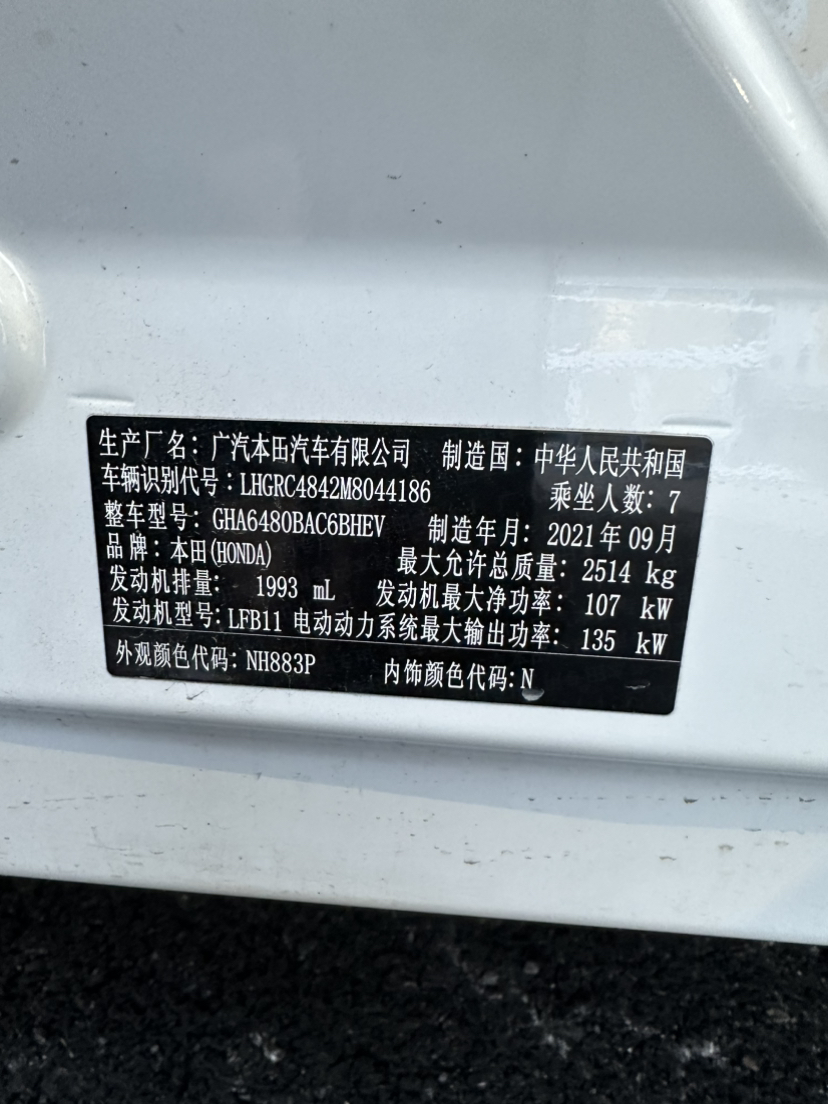 生产厂名：广汽本田汽车有限公司 制造国：中华人民共和国
车辆识别代号：LHGRC4842M8044186 乘坐人数：7
整车型号：GHA6480BAC6BHEV 制造年月：2021年09月
品牌：本田(HONDA) 最大允许总质量：2514 kg
发动机排量： 1993 mL 发动机最大净功率：107 kW
发动机型号：LFB11 电动动力系统最大输出功率：135 kW
外观颜色代码：NH883P 内饰颜色代码：N